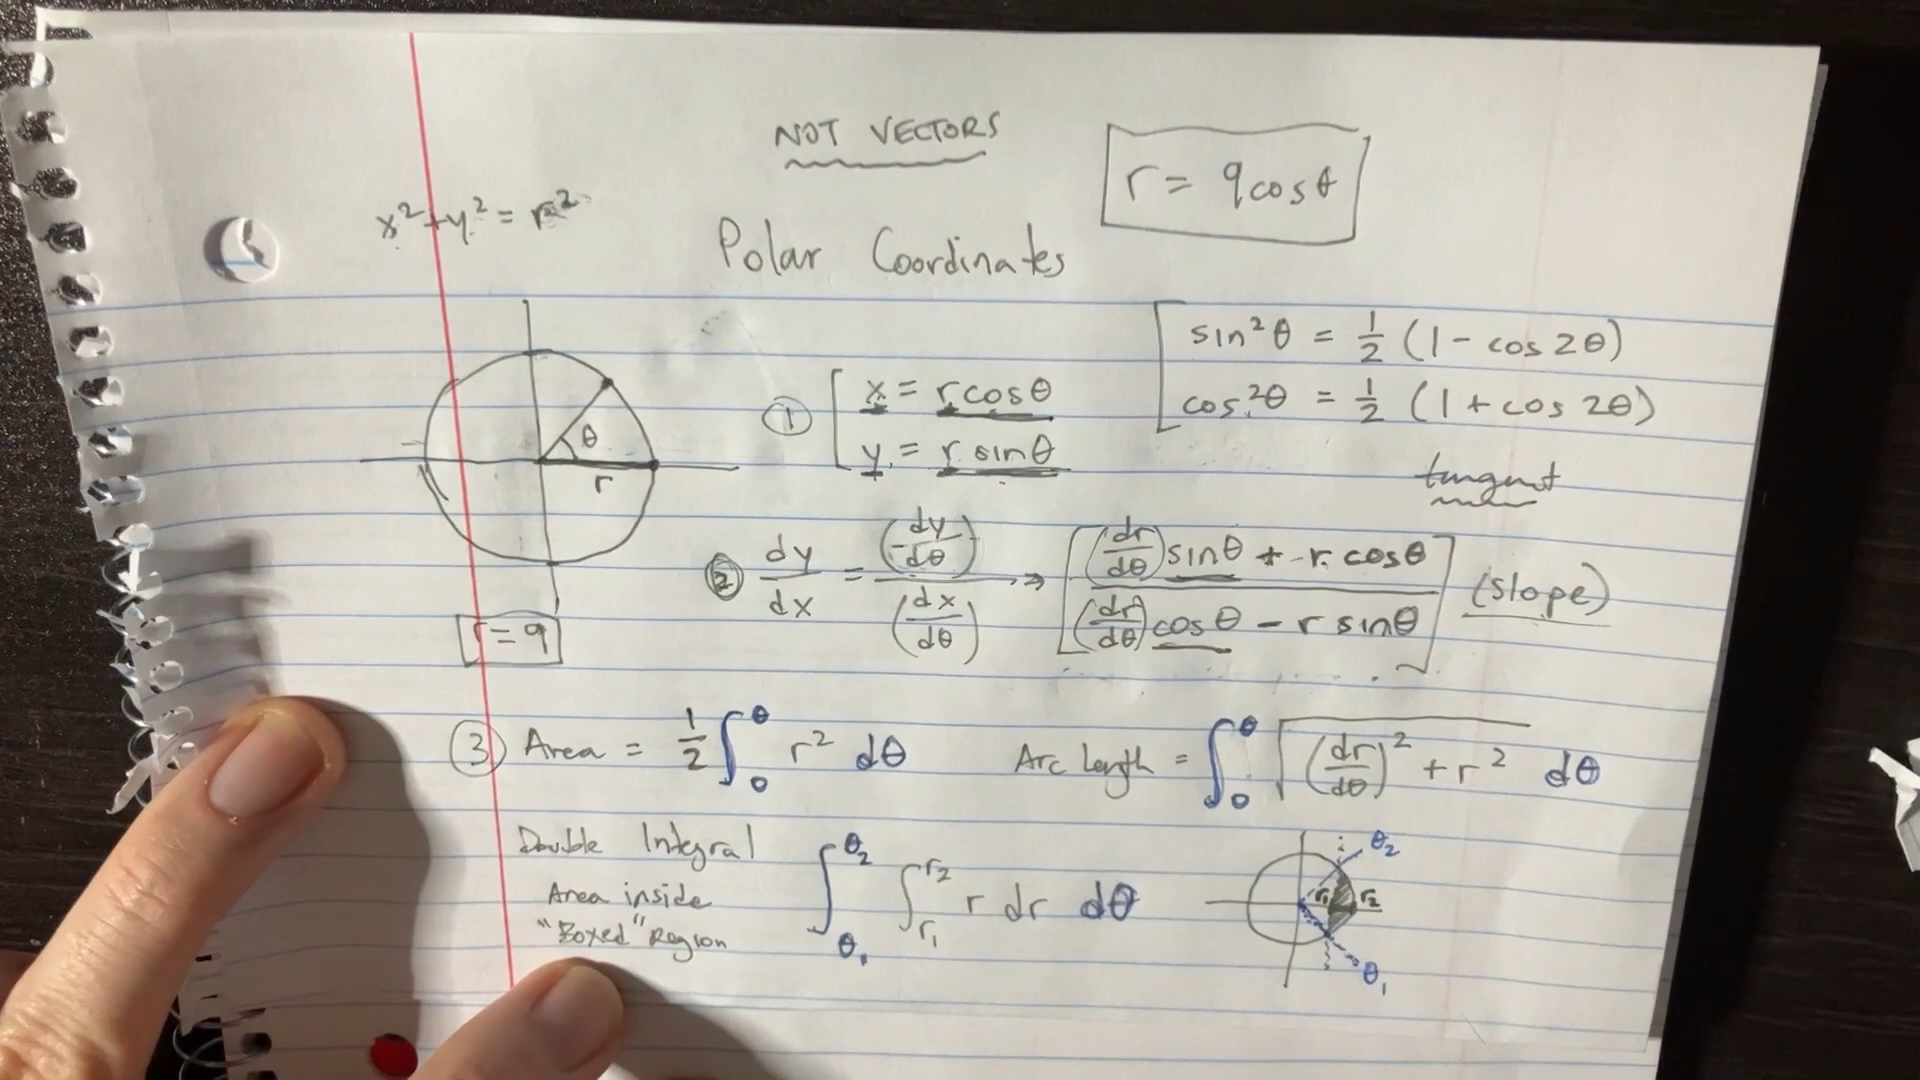 NOT VECTORS
r = 9cosθ
x² + y² = r²
Polar Coordinates
sin²θ = 1/2 (1 - cos 2θ)
cos²θ = 1/2 (1 + cos 2θ)
① x = r cosθ
y = r sinθ
θ
r
tangent
② dy/dx = (dy/dθ)/(dx/dθ) → [(dr/dθ) sinθ + r cosθ]/[(dr/dθ) cosθ - r sinθ] (slope)
r = 9
③ Area = 1/2 ∫₀^θ r² dθ Arc Length = ∫₀^θ √((dr/dθ)² + r²) dθ
Double Integral
Area inside
"Boxed" Region
∫_θ₁^θ₂ ∫_r₁^r₂ r dr dθ
θ₂
r₁ r₂
θ₁